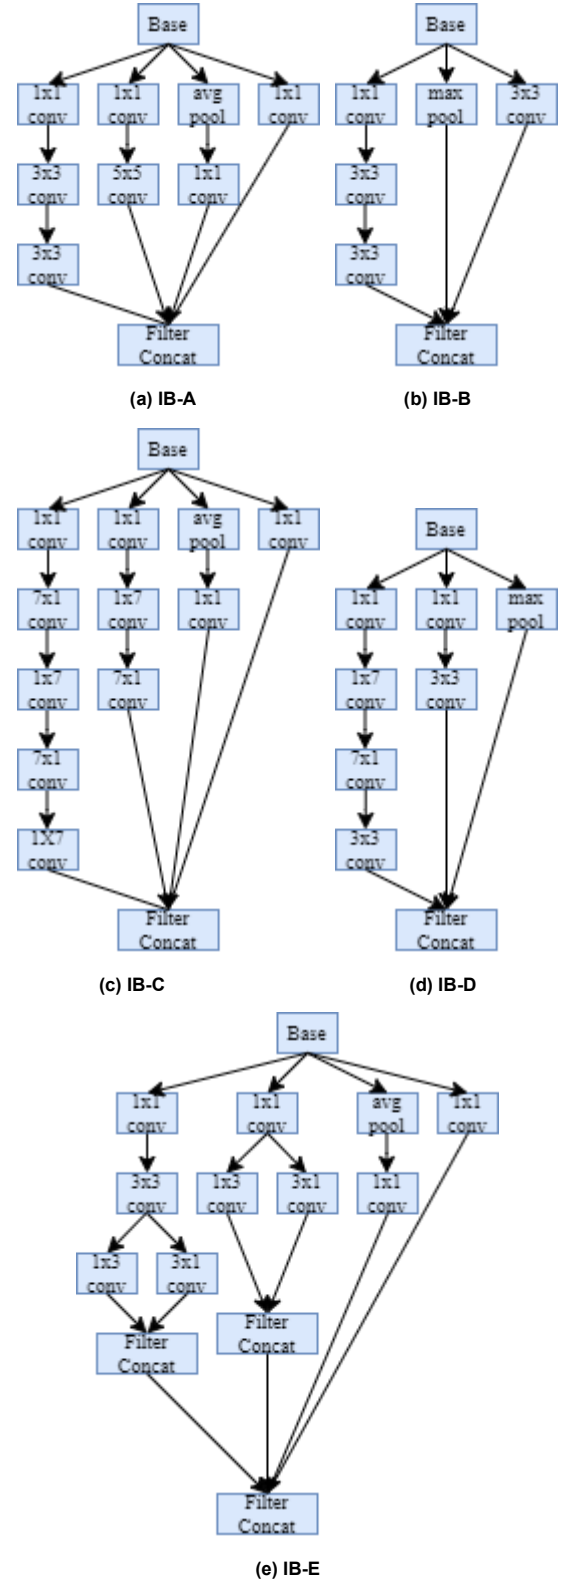 Base
1x1
conv
1x1
conv
avg
pool
1x1
conv
3x3
conv
5x5
conv
1x1
conv
3x3
conv
Filter
Concat
(a) IB-A
Base
1x1
conv
max
pool
3x3
conv
3x3
conv
3x3
conv
Filter
Concat
(b) IB-B
Base
1x1
conv
1x1
conv
avg
pool
1x1
conv
7x1
conv
1x7
conv
1x1
conv
1x7
conv
7x1
conv
7x1
conv
1X7
conv
Filter
Concat
(c) IB-C
Base
1x1
conv
1x1
conv
max
pool
1x7
conv
3x3
conv
7x1
conv
3x3
conv
Filter
Concat
(d) IB-D
Base
1x1
conv
1x1
conv
avg
pool
1x1
conv
3x3
conv
1x3
conv
3x1
conv
1x1
conv
1x3
conv
3x1
conv
Filter
Concat
Filter
Concat
Filter
Concat
(e) IB-E